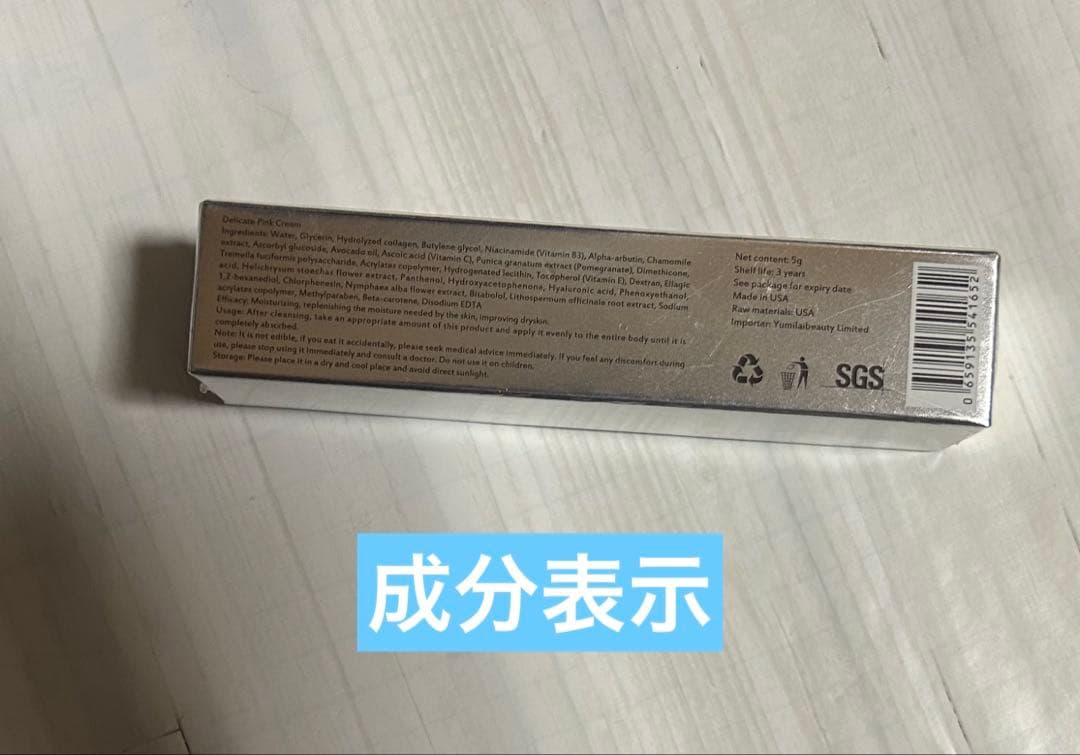 Delicate Pink Cream
Ingredients: Water, Glycerin, Hydrolyzed collagen, Butylene glycol, Niacinamide (Vitamin B3), Alpha-arbutin, Chamomile
extract, Ascorbyl glucoside, Avocado oil, Ascoic acid (Vitamin C), Punica granatum extract (Pomegranate), Dimethicone,
Tremella fuciformis polysaccharide, Acrylates copolymer, Hydrogenated lecithin, Tocopherol (Vitamin E), Dextran, Ellagic
acid, Helichrysum stoechas flower extract, Panthenol, Hydroxyacetophenone, Hyaluronic acid, Phenoxyethanol,
1,2-hexanediol, Chlorphenesin, Nymphaea alba flower extract, Bisabolol, Lithospermum officinale root extract, Sodium
acrylates copolymer, Methylparaben, Beta-carotene, Disodium EDTA
Efficacy: Moisturizing, replenishing the moisture needed by the skin, improving dryskin.
Usage: After cleansing, take an appropriate amount of this product and apply it evenly to the entire body until it is
completely absorbed.
Note: It is not edible, if you eat it accidentally, please seek medical advice immediately. If you feel any discomfort during
use, please stop using it immediately and consult a doctor. Do not use it on children.
Storage: Please place it in a dry and cool place and avoid direct sunlight.
Net content: 5g
Shelf life: 3 years
See package for expiry date
Made in USA
Raw materials: USA
Importer: Yumilaibeauty Limited
SGS
0 659135 541652
成分表示